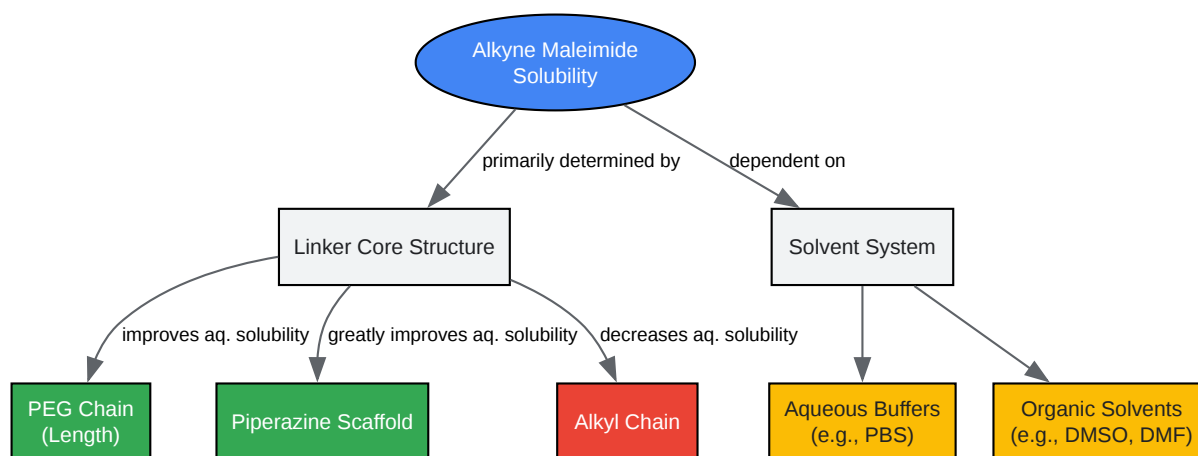 Alkyne Maleimide
Solubility
primarily determined by
dependent on
Linker Core Structure
Solvent System
improves aq. solubility
greatly improves aq. solubility
decreases aq. solubility
PEG Chain
(Length)
Piperazine Scaffold
Alkyl Chain
Aqueous Buffers
(e.g., PBS)
Organic Solvents
(e.g., DMSO, DMF)